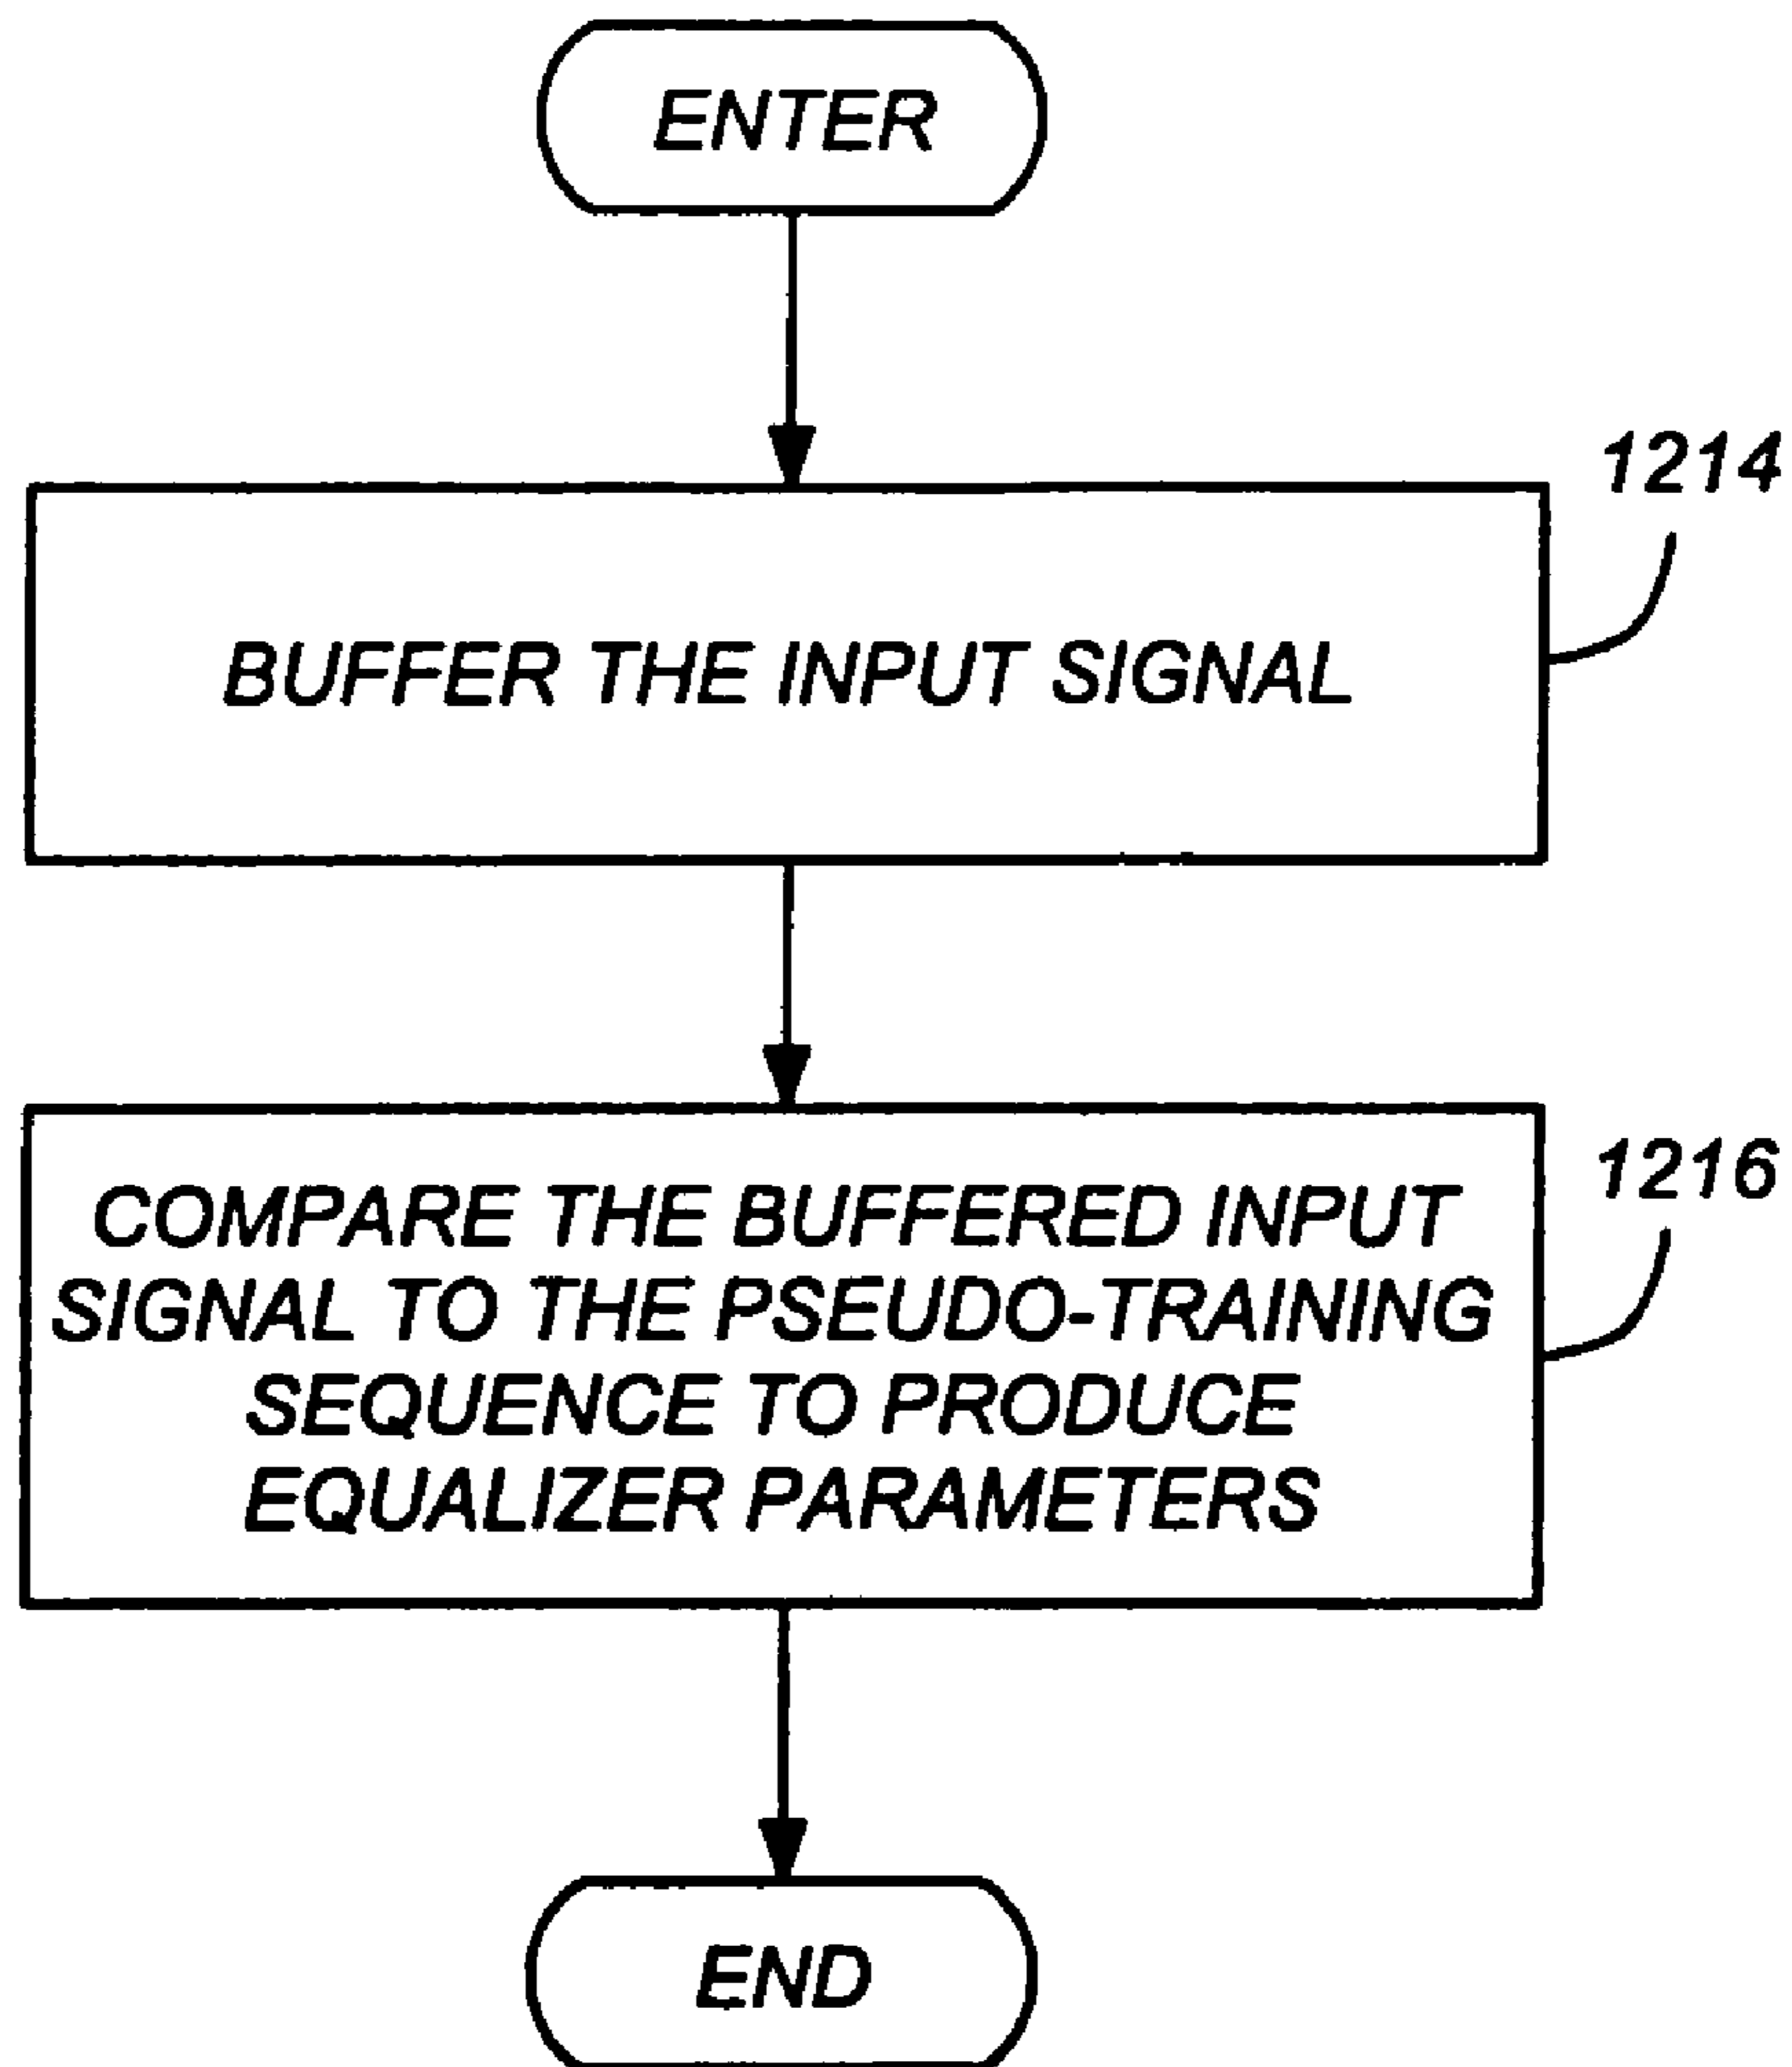 ENTER
1214
BUFFER THE INPUT SIGNAL
1216
COMPARE THE BUFFERED INPUT
SIGNAL TO THE PSEUDO-TRAINING
SEQUENCE TO PRODUCE
EQUALIZER PARAMETERS
END